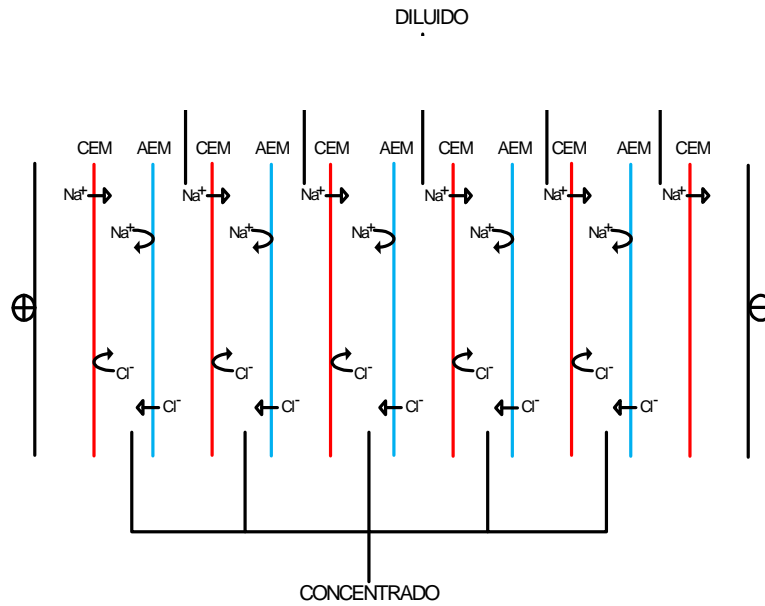 DILUIDO
CEM AEM CEM AEM CEM AEM CEM AEM CEM AEM CEM
Na+ Na+ Na+ Na+ Na+ Na+
Na+ Na+ Na+ Na+ Na+
Cl- Cl- Cl- Cl- Cl-
Cl- Cl- Cl- Cl- Cl-
CONCENTRADO